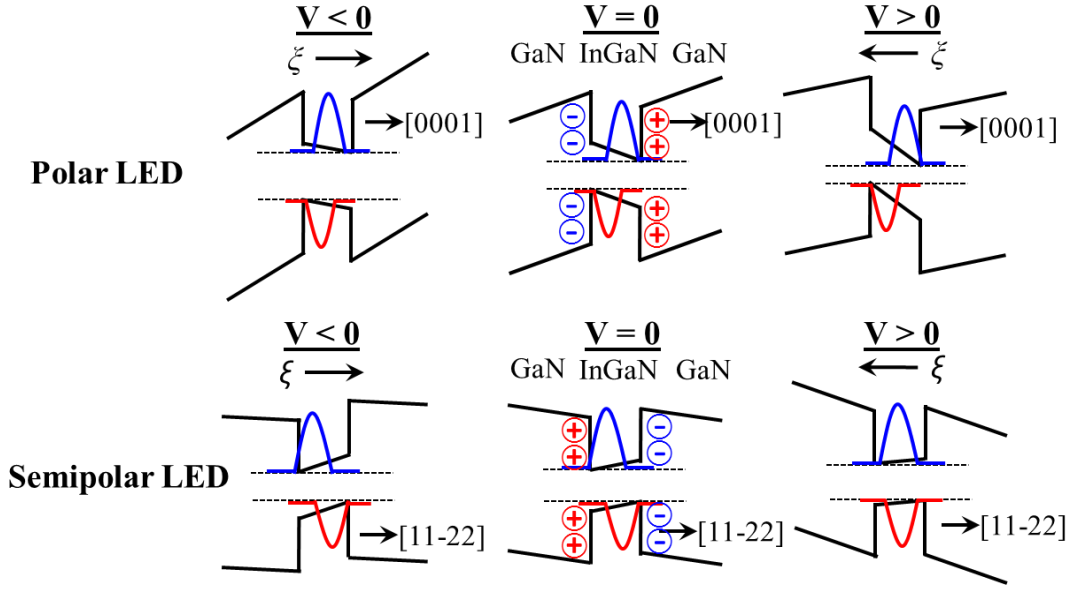 V < 0 V = 0 V > 0
ξ GaN InGaN GaN ξ
[0001] − + [0001] [0001]
− +
Polar LED
− +
− +
V < 0 V = 0 V > 0
ξ GaN InGaN GaN ξ
+ −
+ −
Semipolar LED
[11-22] + − [11-22] [11-22]
+ −